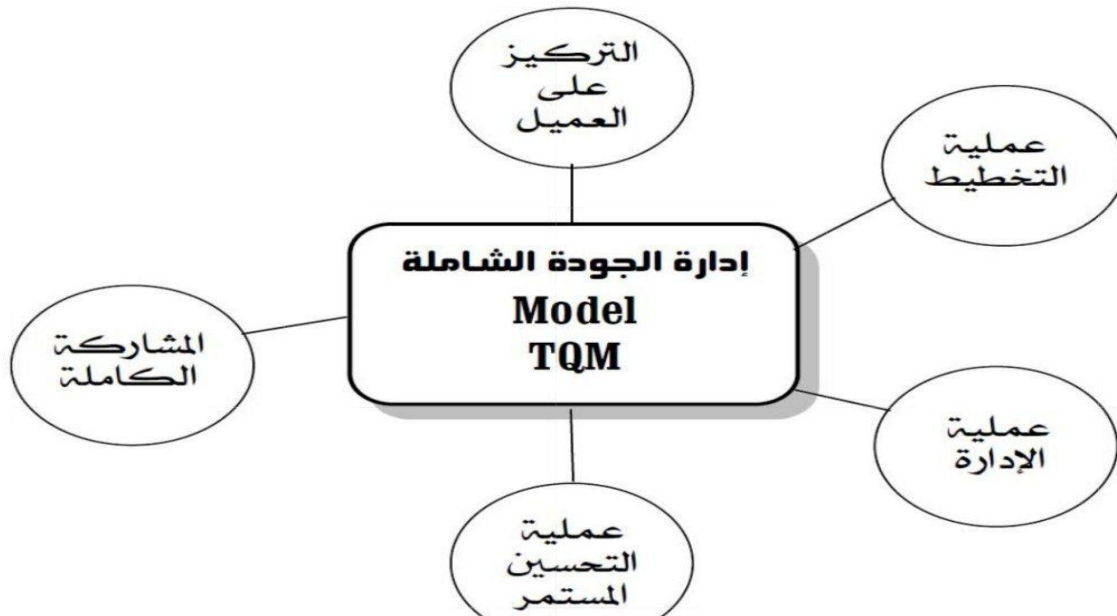 التركيز
على
العميل
عملية
التخطيط
إدارة الجودة الشاملة
Model
TQM
المشاركة
الكاملة
عملية
الإدارة
عملية
التحسين
المستمر